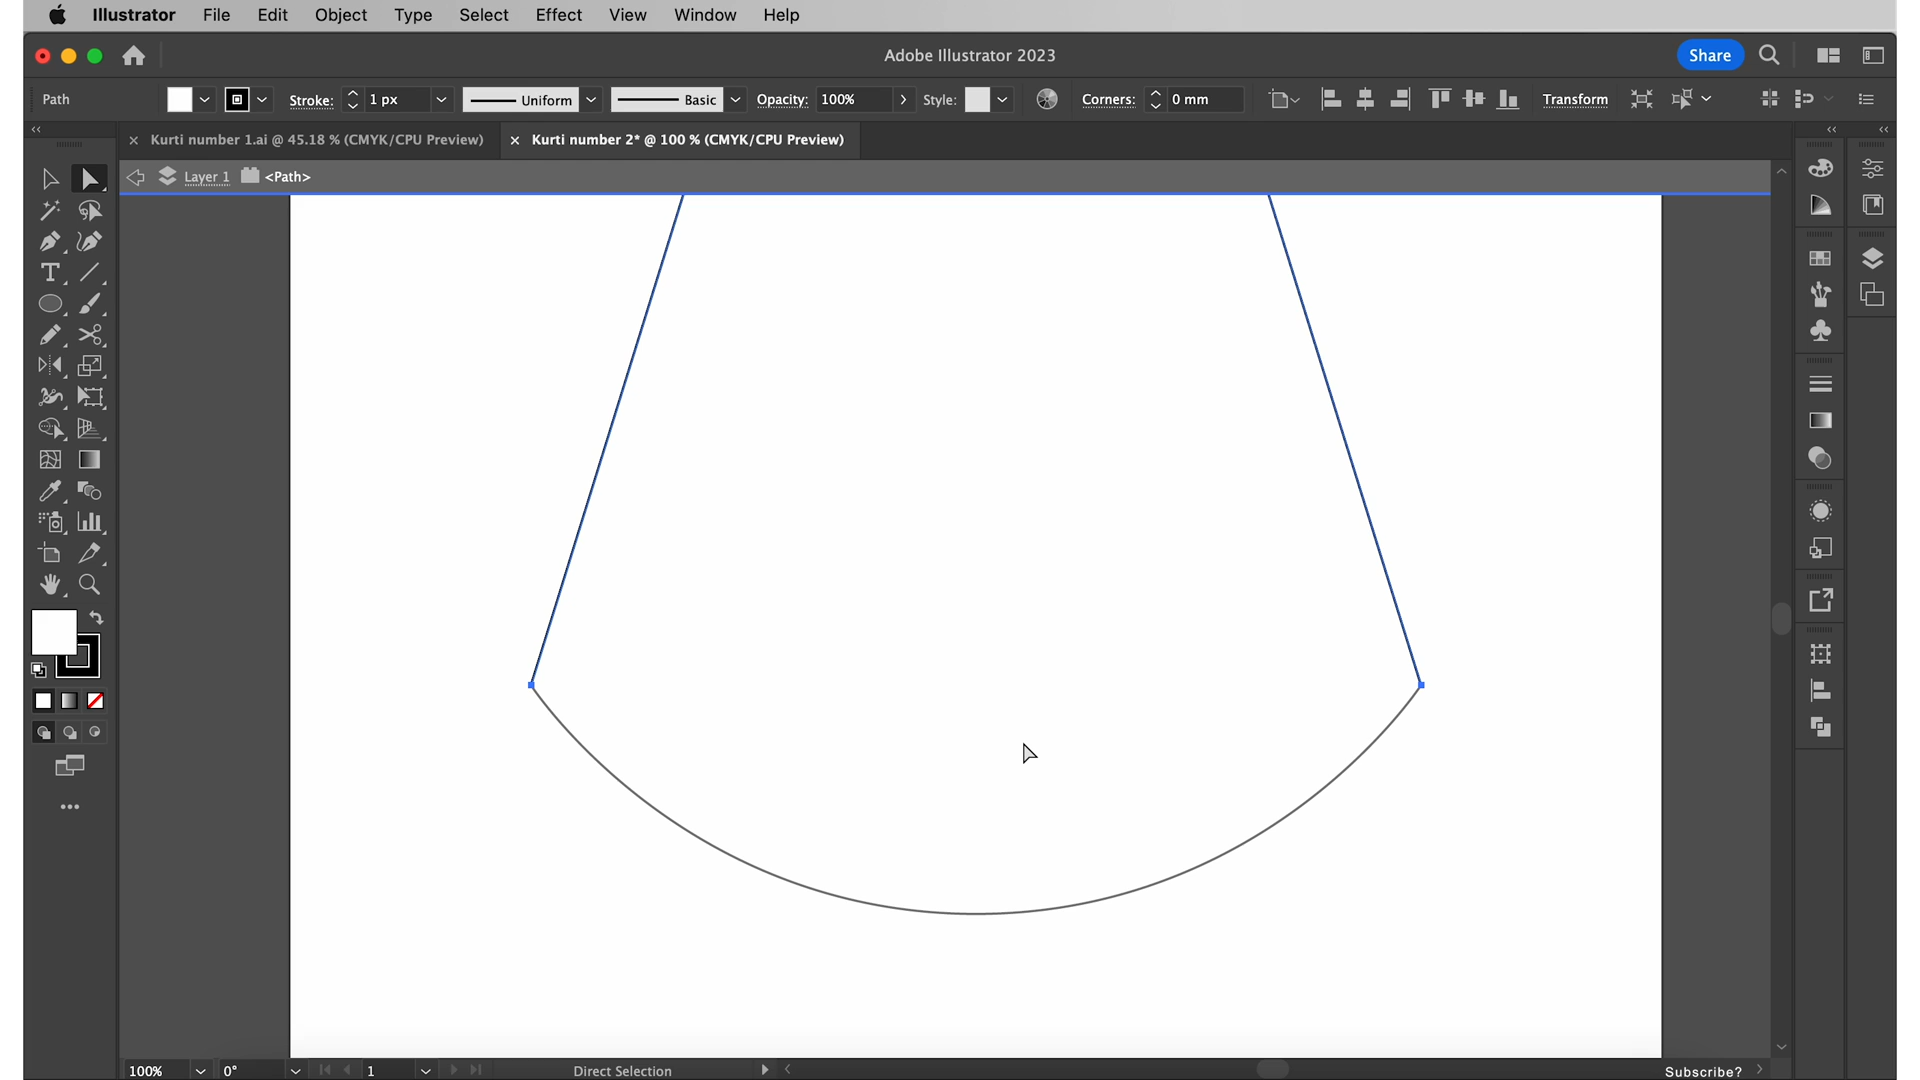 Illustrator File Edit Object Type Select Effect View Window Help
Adobe Illustrator 2023
Share
Path Stroke: 1 px Uniform Basic Opacity: 100% Style: Corners: 0 mm Transform
Kurti number 1.ai @ 45.18 % (CMYK/CPU Preview) Kurti number 2* @ 100 % (CMYK/CPU Preview)
Layer 1 <Path>
100% 0° 1 Direct Selection Subscribe?